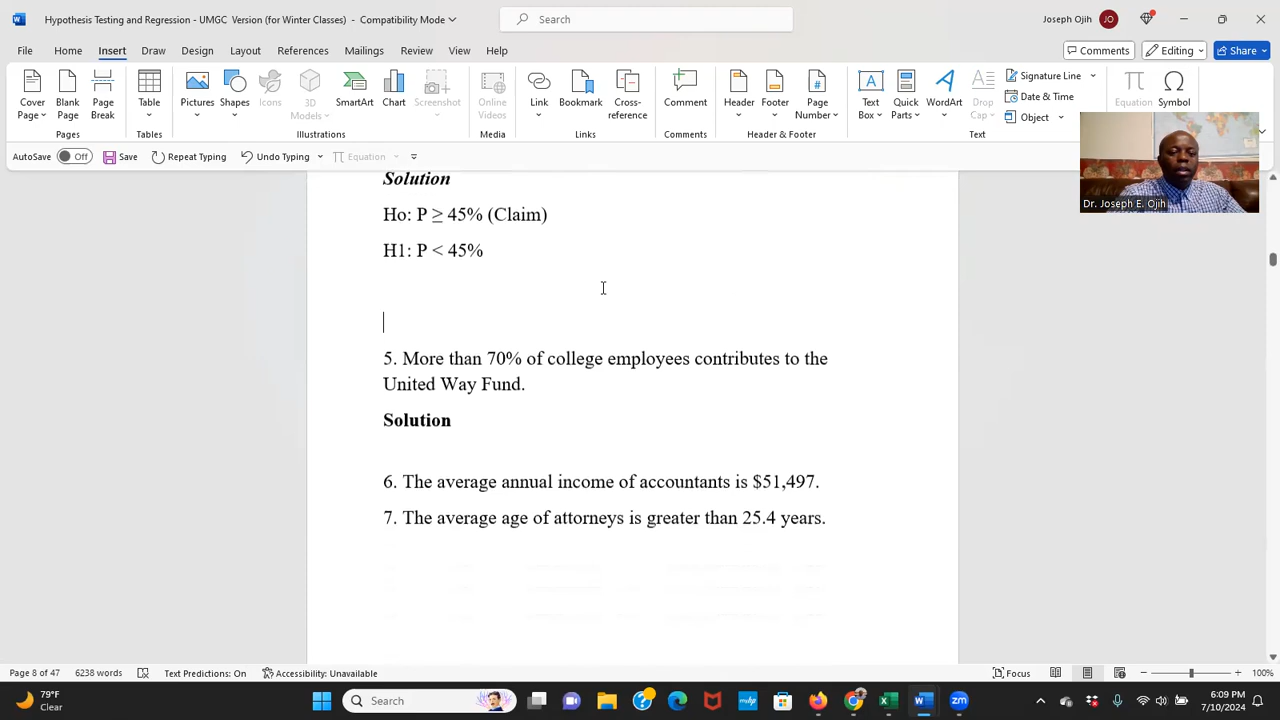 Hypothesis Testing and Regression - UMGC Version (for Winter Classes) - Compatibility Mode
Search
Joseph Ojih
JO
File Home Insert Draw Design Layout References Mailings Review View Help
Comments
Editing
Share
Cover Page
Blank Page
Page Break
Table
Pictures
Shapes
Icons
3D Models
SmartArt
Chart
Screenshot
Online Videos
Link
Bookmark
Cross-reference
Comment
Header
Footer
Page Number
Text Box
Quick Parts
WordArt
Drop Cap
Signature Line
Date & Time
Object
Equation
Symbol
Pages
Tables
Illustrations
Media
Links
Comments
Header & Footer
Text
AutoSave Off Save Repeat Typing Undo Typing Equation
Dr. Joseph E. Ojih
Solution
Ho: P ≥ 45% (Claim)
H1: P < 45%
5. More than 70% of college employees contributes to the
United Way Fund.
Solution
6. The average annual income of accountants is $51,497.
7. The average age of attorneys is greater than 25.4 years.
Page 8 of 47 6238 words Text Predictions: On Accessibility: Unavailable Focus 100%
79°F
Clear
Search
mdhp
zm
6:09 PM
7/10/2024